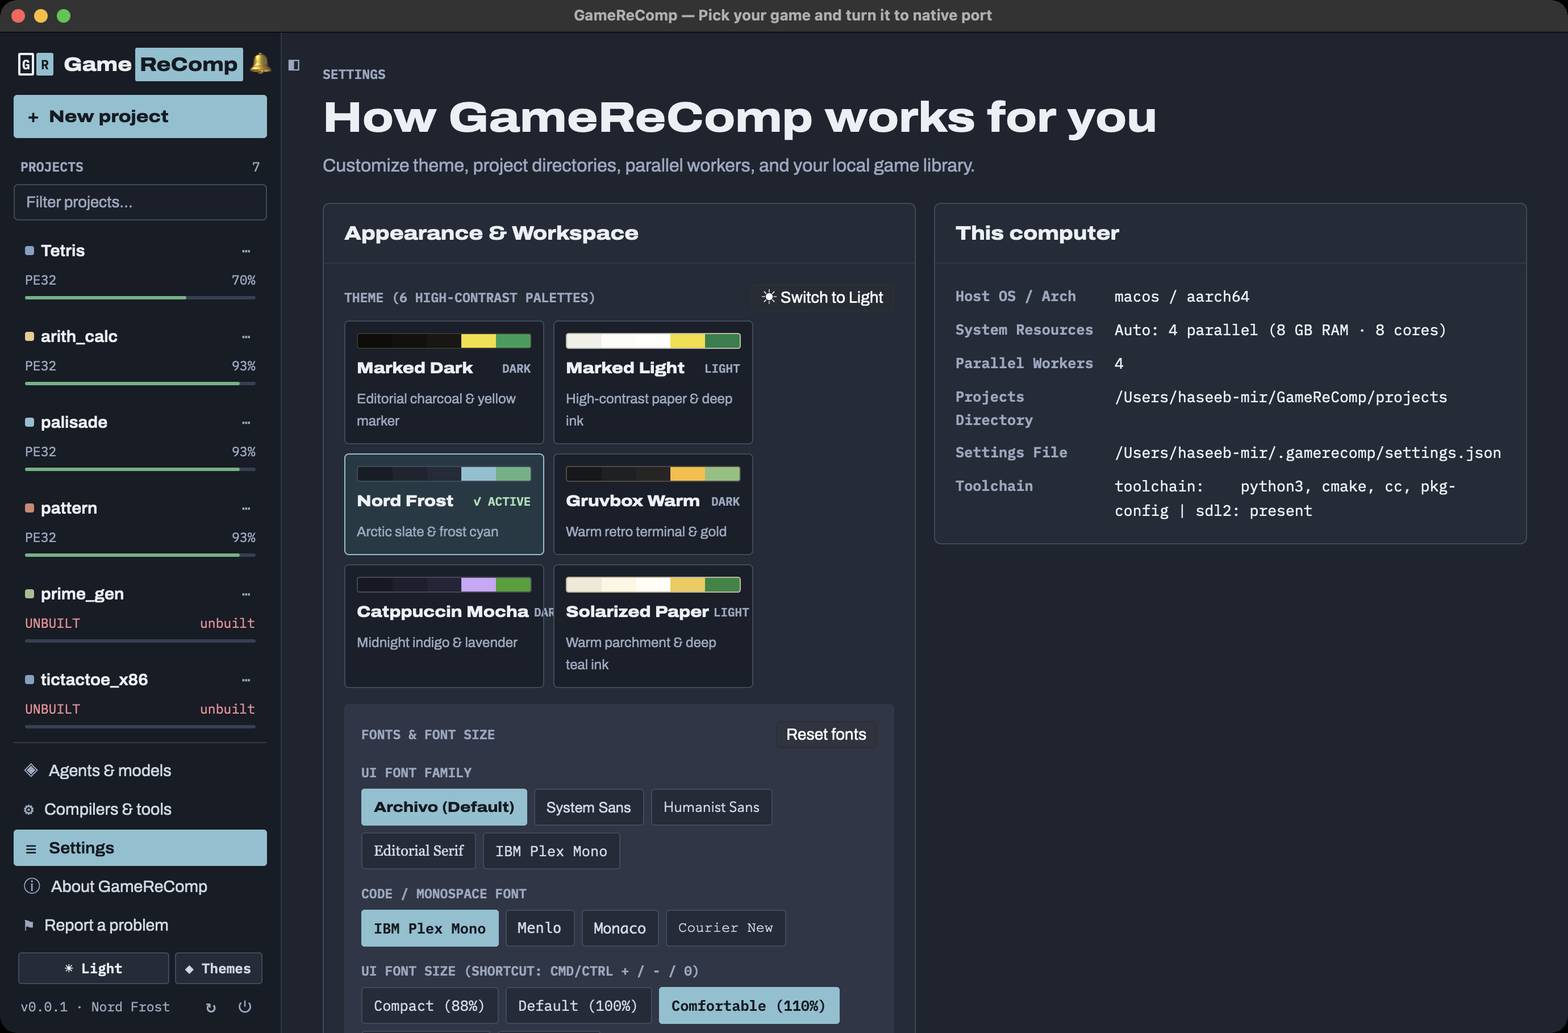 GameReComp — Pick your game and turn it to native port
GR Game ReComp
+ New project
PROJECTS 7
Filter projects...
Tetris ⋯
PE32 70%
arith_calc ⋯
PE32 93%
palisade ⋯
PE32 93%
pattern ⋯
PE32 93%
prime_gen ⋯
UNBUILT unbuilt
tictactoe_x86 ⋯
UNBUILT unbuilt
Agents & models
Compilers & tools
Settings
About GameReComp
Report a problem
☀ Light
◆ Themes
v0.0.1 · Nord Frost
SETTINGS
How GameReComp works for you
Customize theme, project directories, parallel workers, and your local game library.
Appearance & Workspace
THEME (6 HIGH-CONTRAST PALETTES)
☀ Switch to Light
Marked Dark DARK
Editorial charcoal & yellow
marker
Marked Light LIGHT
High-contrast paper & deep
ink
Nord Frost ✓ ACTIVE
Arctic slate & frost cyan
Gruvbox Warm DARK
Warm retro terminal & gold
Catppuccin Mocha DAR
Midnight indigo & lavender
Solarized Paper LIGHT
Warm parchment & deep
teal ink
FONTS & FONT SIZE
Reset fonts
UI FONT FAMILY
Archivo (Default)
System Sans
Humanist Sans
Editorial Serif
IBM Plex Mono
CODE / MONOSPACE FONT
IBM Plex Mono
Menlo
Monaco
Courier New
UI FONT SIZE (SHORTCUT: CMD/CTRL + / - / 0)
Compact (88%)
Default (100%)
Comfortable (110%)
This computer
Host OS / Arch macos / aarch64
System Resources Auto: 4 parallel (8 GB RAM · 8 cores)
Parallel Workers 4
Projects /Users/haseeb-mir/GameReComp/projects
Directory
Settings File /Users/haseeb-mir/.gamerecomp/settings.json
Toolchain toolchain: python3, cmake, cc, pkg-
config | sdl2: present